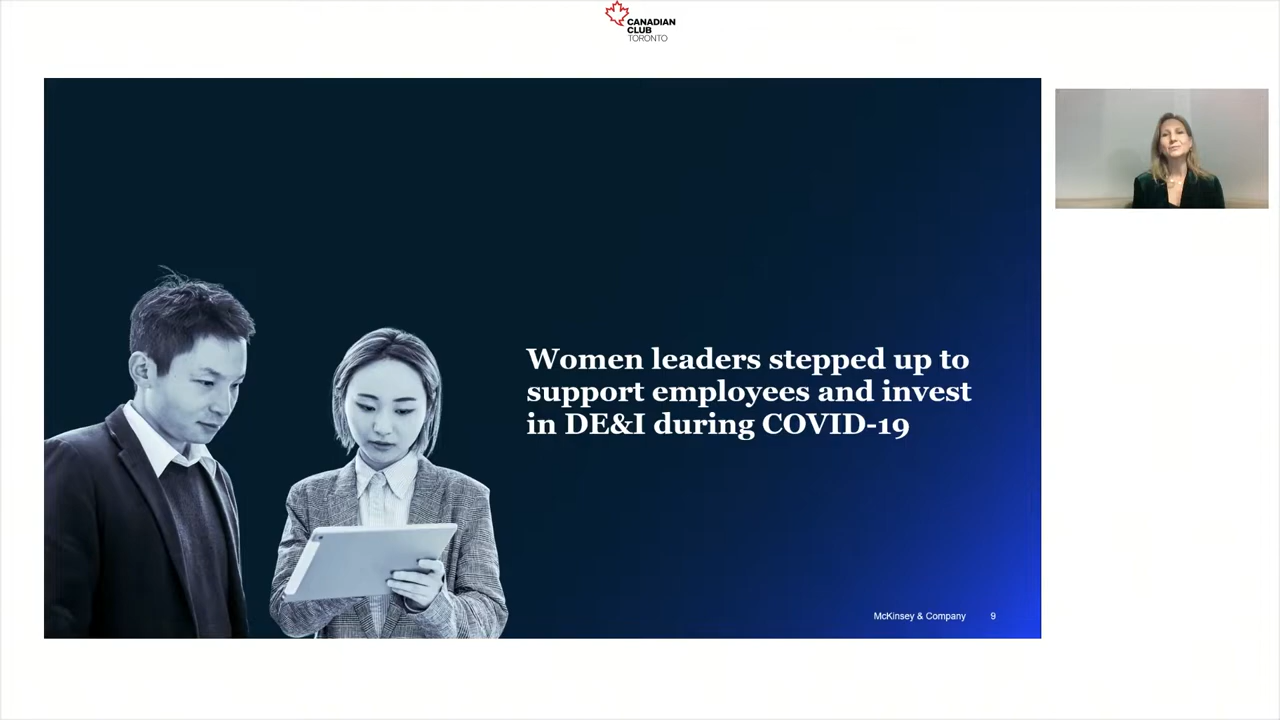 CANADIAN
CLUB
TORONTO
Women leaders stepped up to
support employees and invest
in DE&I during COVID-19
McKinsey & Company 9